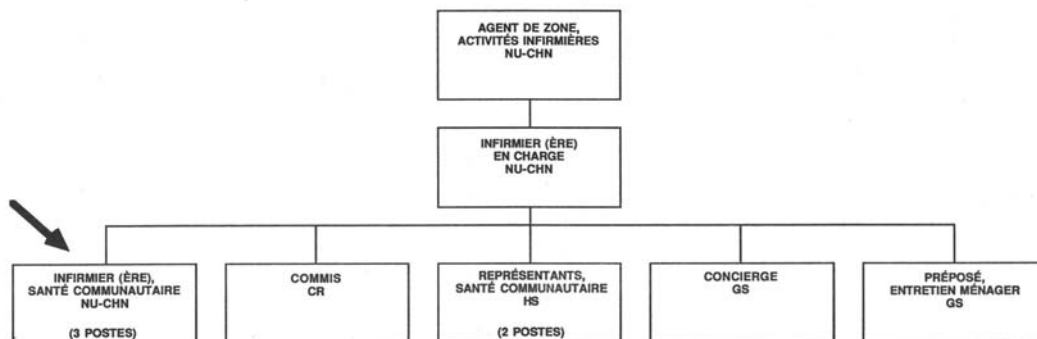 AGENT DE ZONE,
ACTIVITÉS INFIRMIÈRES
NU-CHN
INFIRMIER (ÈRE)
EN CHARGE
NU-CHN
INFIRMIER (ÈRE),
SANTÉ COMMUNAUTAIRE
NU-CHN
(3 POSTES)
COMMIS
CR
REPRÉSENTANTS,
SANTÉ COMMUNAUTAIRE
HS
(2 POSTES)
CONCIERGE
GS
PRÉPOSÉ,
ENTRETIEN MÉNAGER
GS